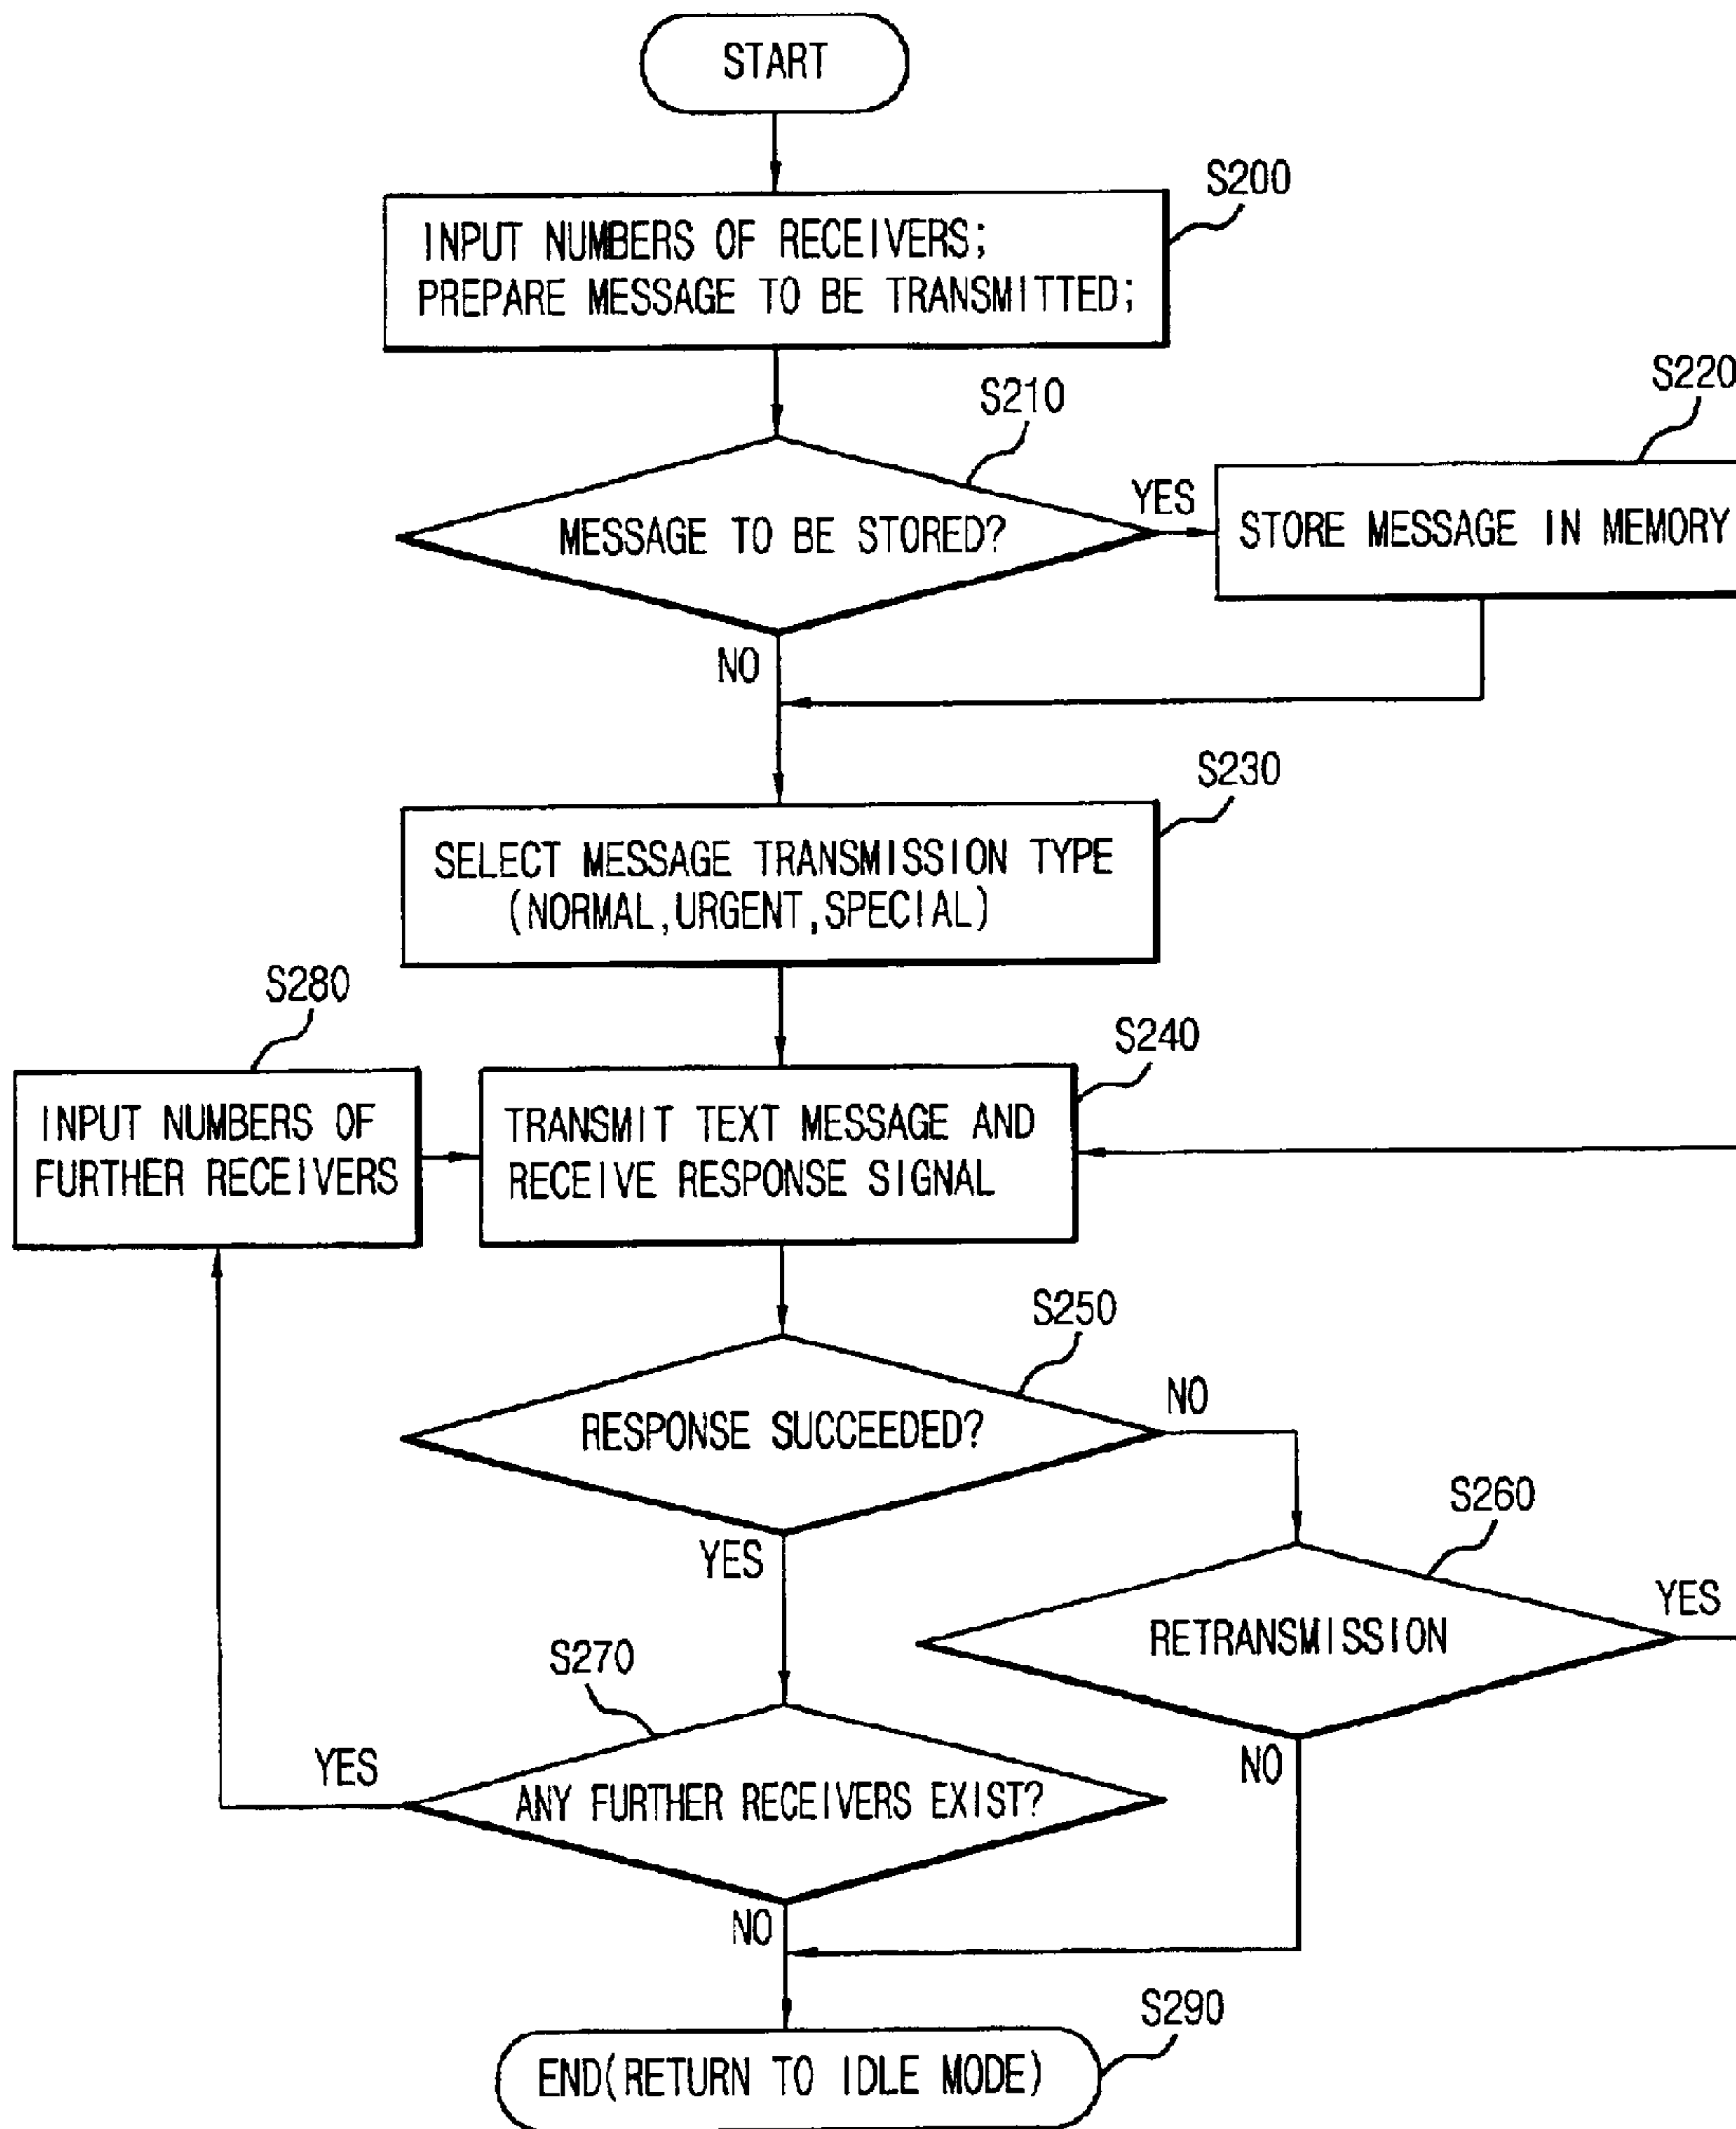 START
S200
INPUT NUMBERS OF RECEIVERS;
PREPARE MESSAGE TO BE TRANSMITTED;
S210
S220
MESSAGE TO BE STORED?
YES
STORE MESSAGE IN MEMORY
NO
S230
SELECT MESSAGE TRANSMISSION TYPE
(NORMAL,URGENT,SPECIAL)
S280
S240
INPUT NUMBERS OF
FURTHER RECEIVERS
TRANSMIT TEXT MESSAGE AND
RECEIVE RESPONSE SIGNAL
S250
RESPONSE SUCCEEDED?
NO
YES
S260
RETRANSMISSION
YES
NO
S270
ANY FURTHER RECEIVERS EXIST?
YES
NO
S290
END(RETURN TO IDLE MODE)